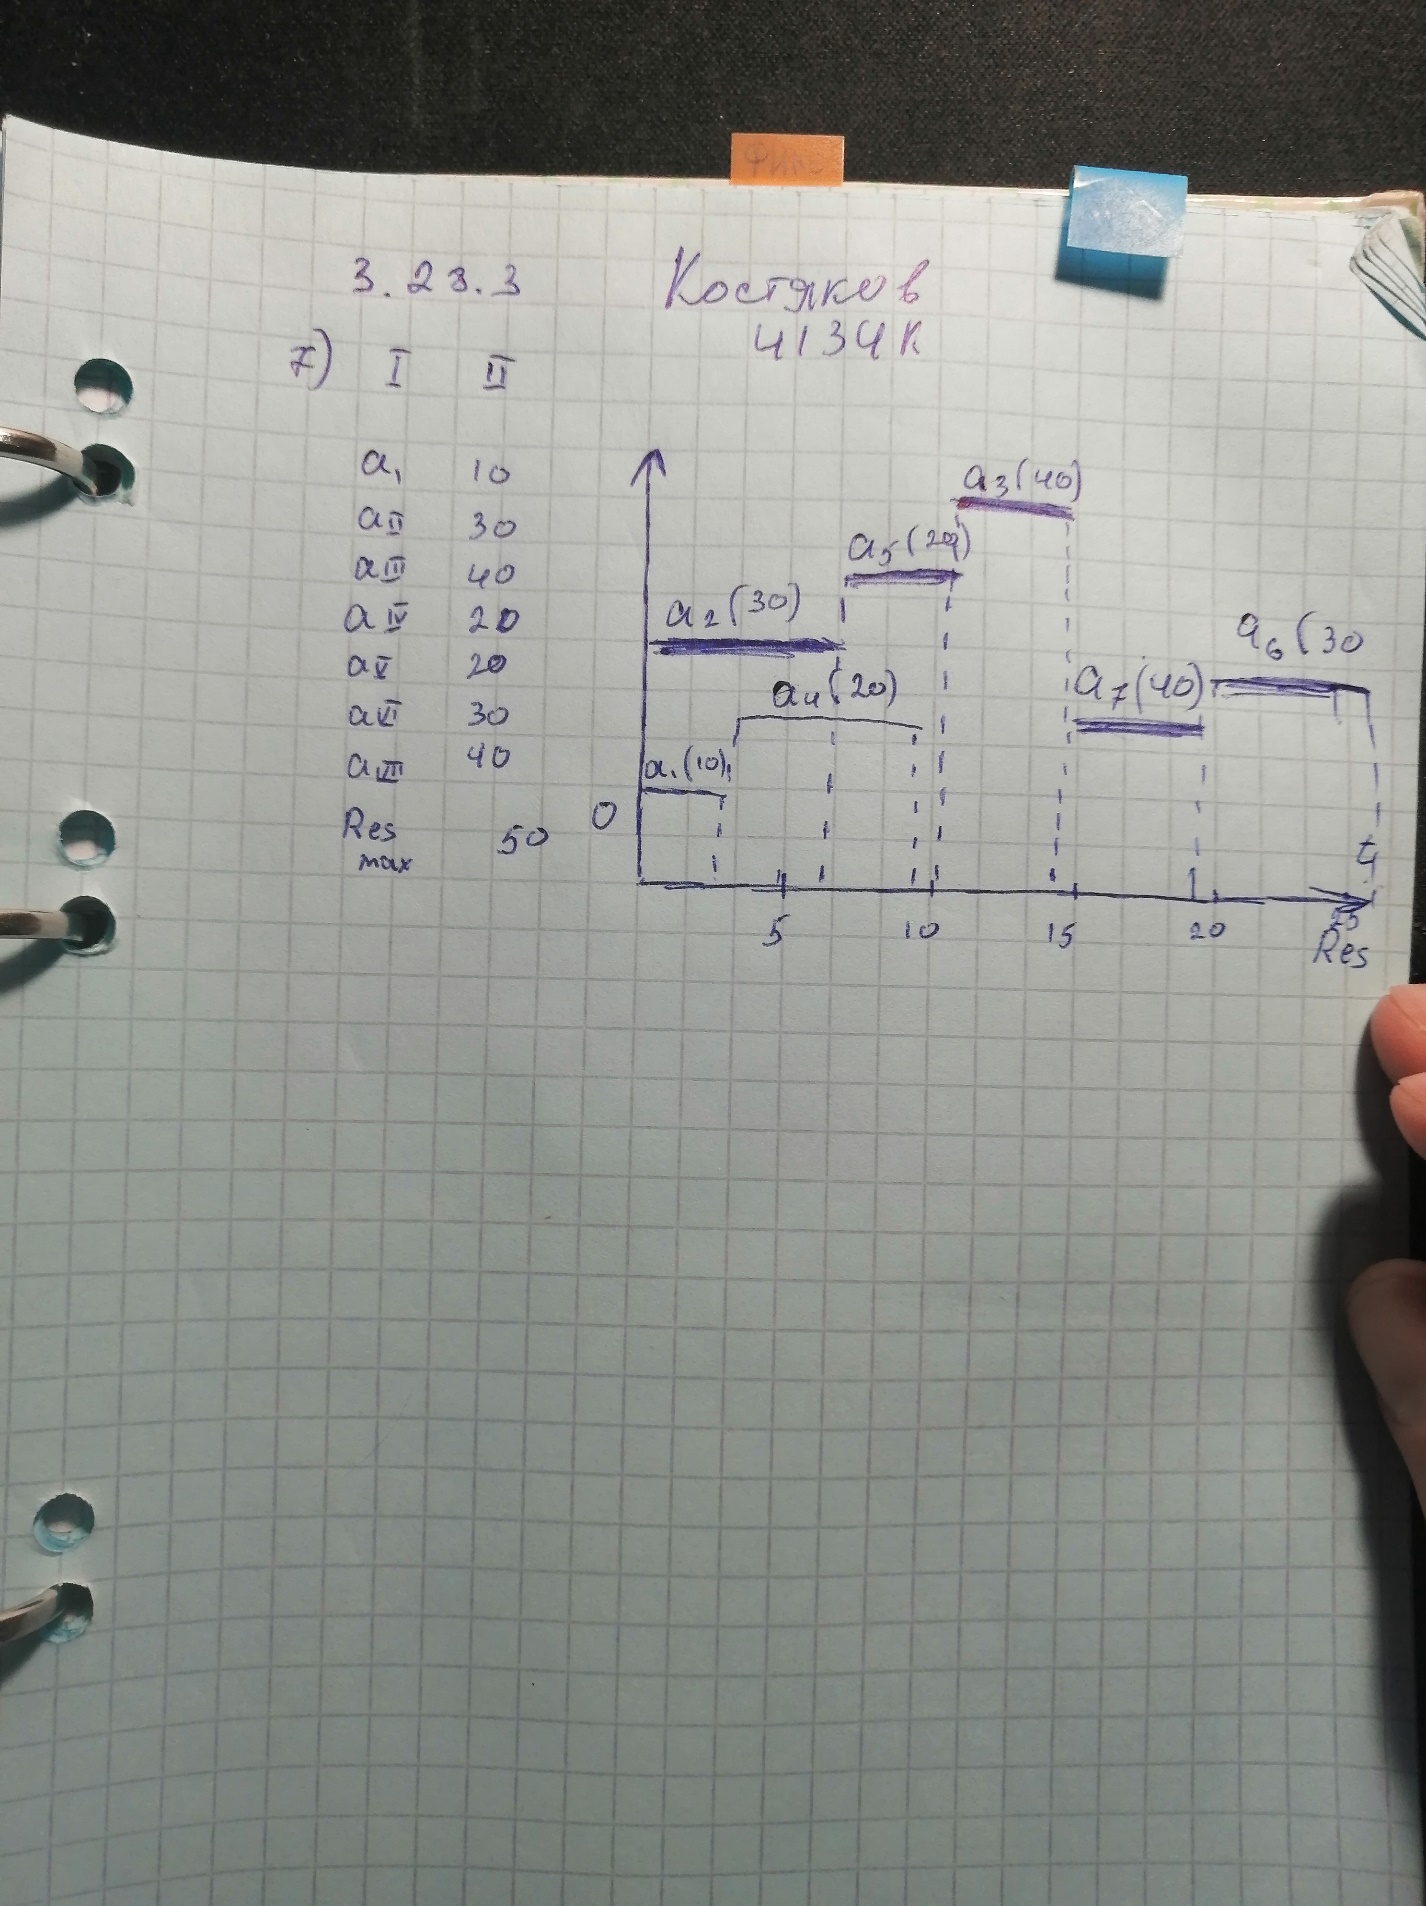 3.23.3 Костяков
4134К
7) I II
a1 10
aII 30
aIII 40
aIV 20
aV 20
aVI 30
aVII 40
Res max 50
0
a3(40)
a5(20)
a2(30)
a6(30
a4(20)
a7(40)
a1(10)
t
5 10 15 20 25
Res